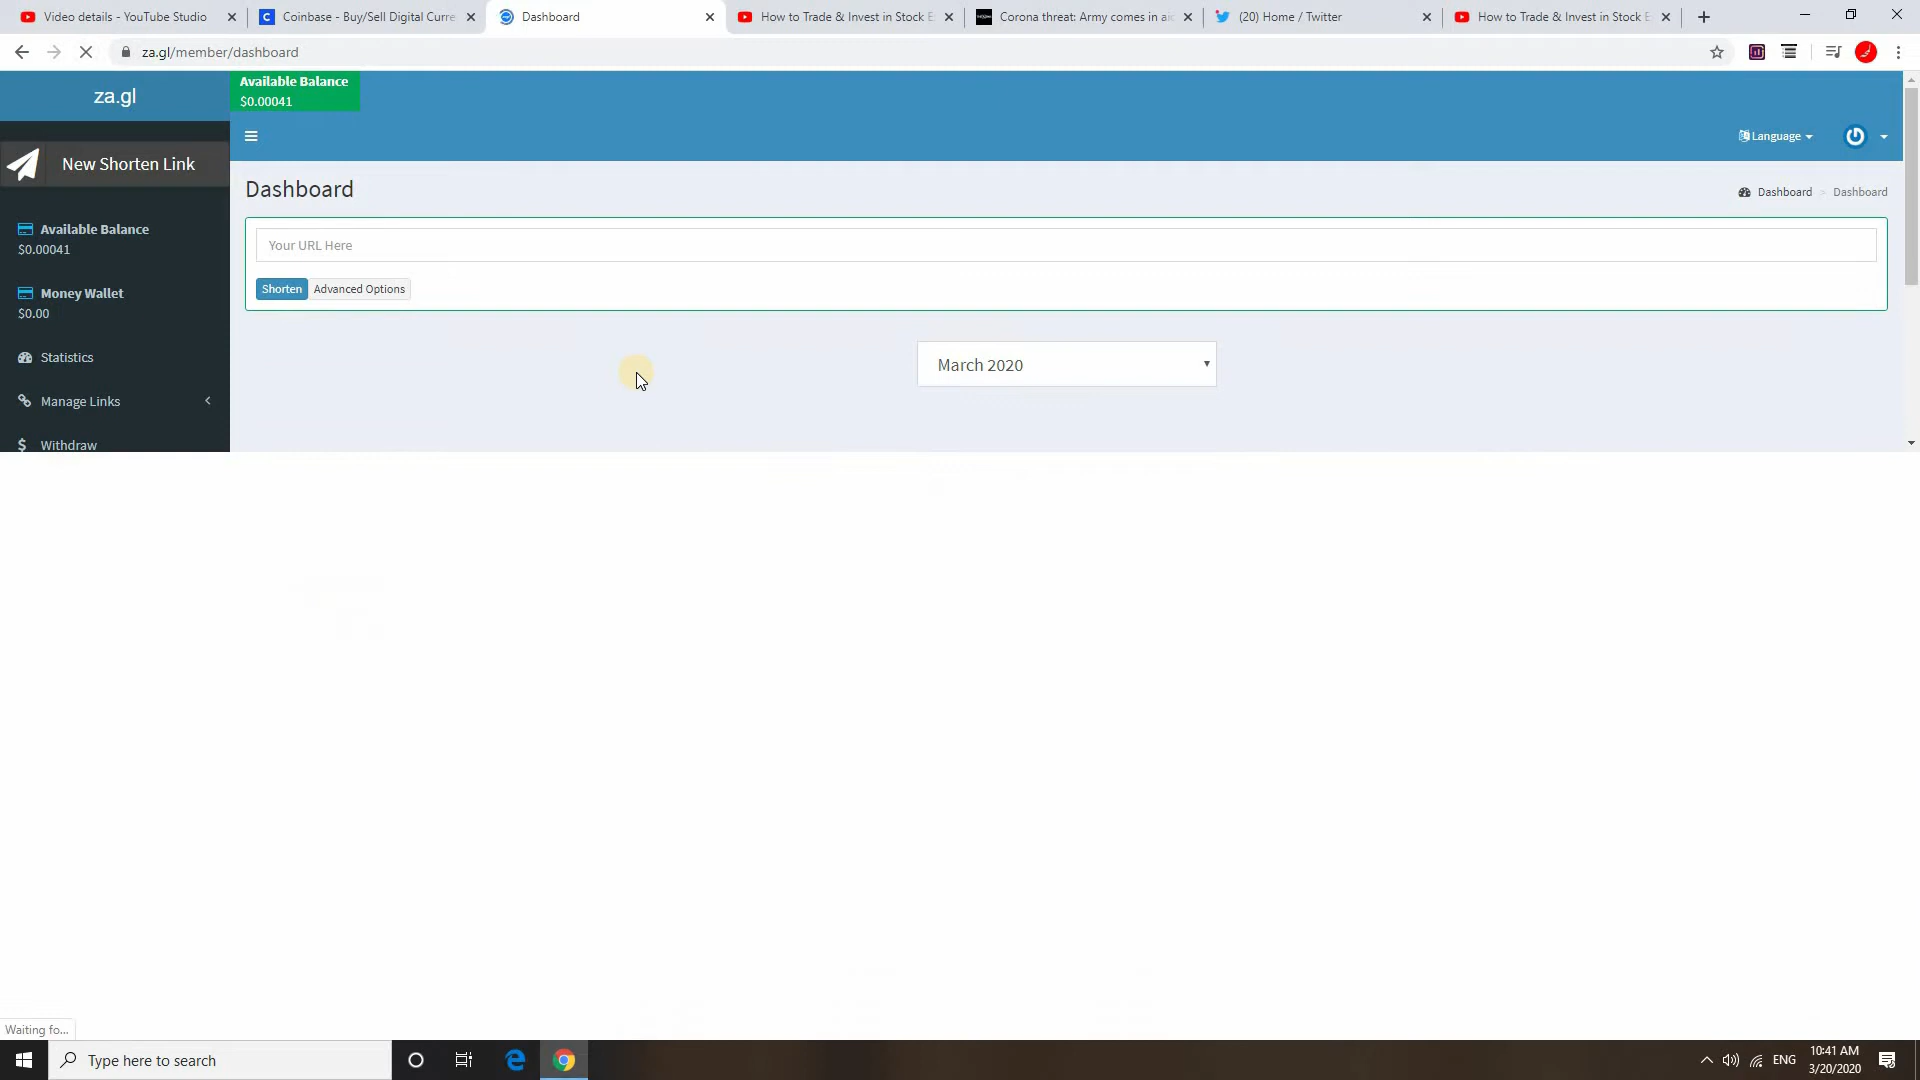 Video details - YouTube Studio
Coinbase - Buy/Sell Digital Curre
Dashboard
How to Trade & Invest in Stock E
Corona threat: Army comes in aid
(20) Home / Twitter
How to Trade & Invest in Stock E
za.gl/member/dashboard
za.gl
Available Balance
$0.00041
Language
New Shorten Link
Dashboard
Dashboard
Dashboard
Available Balance
$0.00041
Your URL Here
Shorten
Advanced Options
Money Wallet
$0.00
Statistics
March 2020
Manage Links
$ Withdraw
Waiting fo...
Type here to search
ENG
10:41 AM
3/20/2020